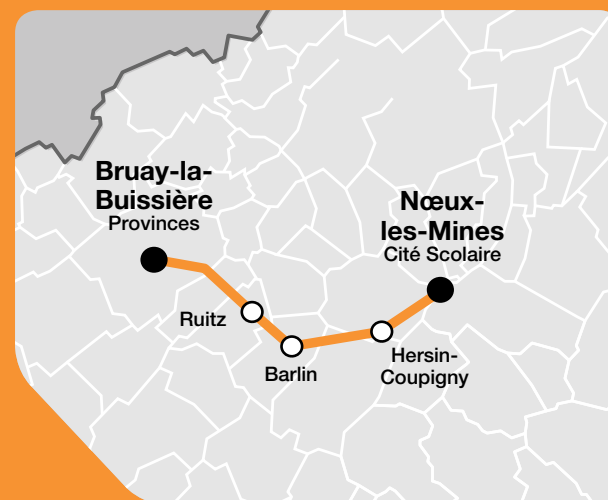 Bruay-la-
Buissière
Provinces
Nœux-
les-Mines
Cité Scolaire
Ruitz
Barlin
Hersin-
Coupigny